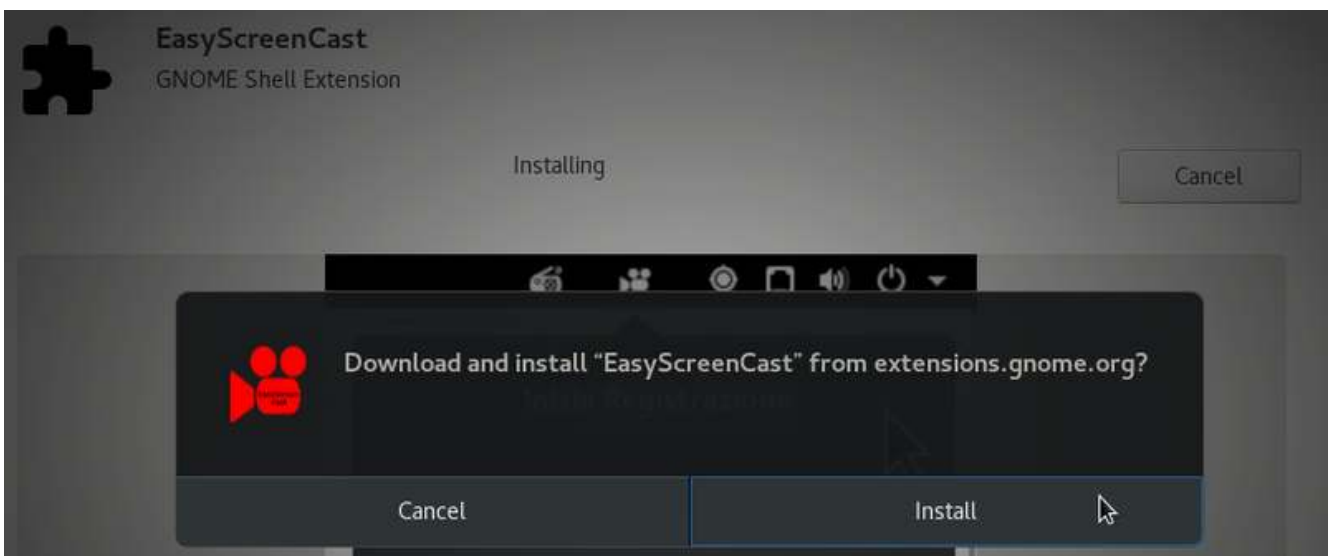 EasyScreenCast
GNOME Shell Extension
Installing
Cancel
Download and install “EasyScreenCast” from extensions.gnome.org?
Cancel
Install